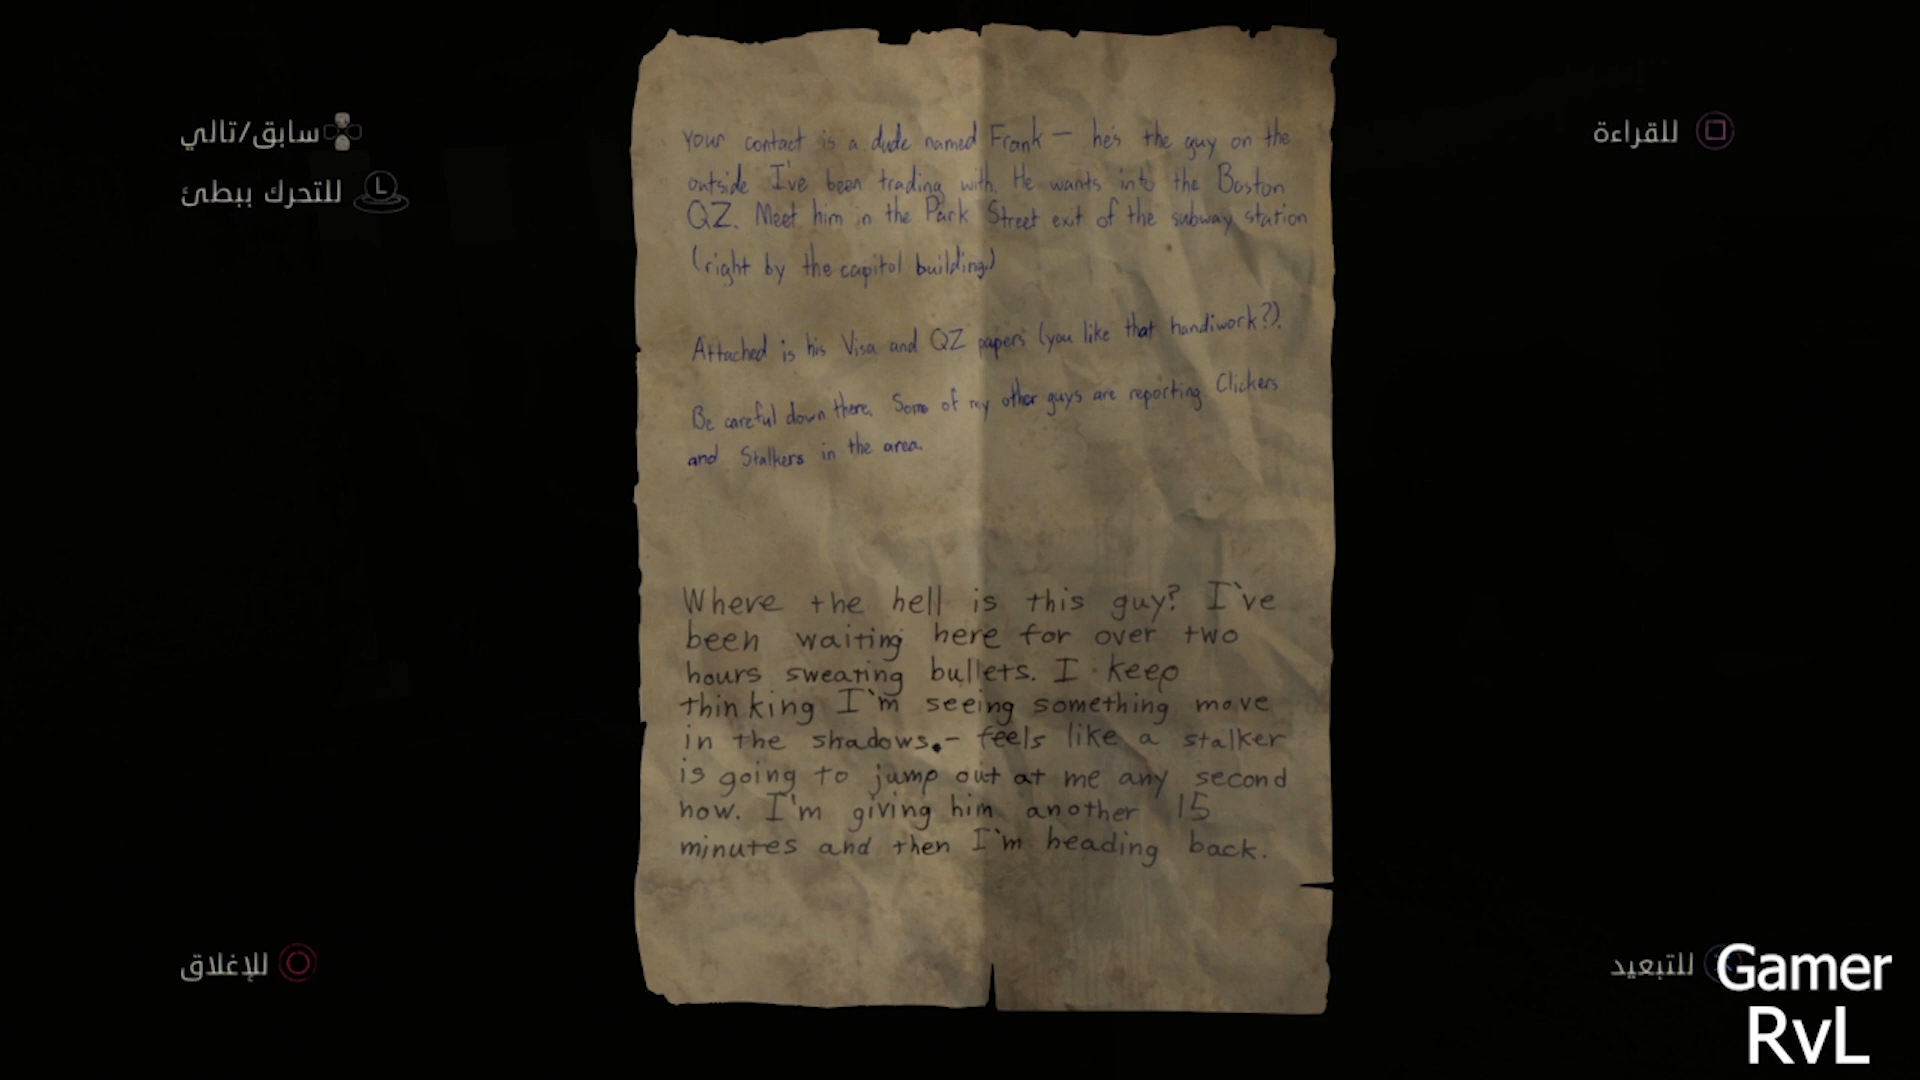 سابق/تالي
للتحرك ببطئ
للقراءة
Your contact is a dude named Frank — he's the guy on the
outside I've been trading with. He wants into the Boston
QZ. Meet him in the Park Street exit of the subway station
(right by the capitol building.)
Attached is his Visa and QZ papers (you like that handiwork?).
Be careful down there. Some of my other guys are reporting Clickers
and Stalkers in the area.
Where the hell is this guy? I've
been waiting here for over two
hours sweating bullets. I keep
thinking I'm seeing something move
in the shadows.- feels like a stalker
is going to jump out at me any second
now. I'm giving him another 15
minutes and then I'm heading back.
للإغلاق
للتبعيد
Gamer
RvL